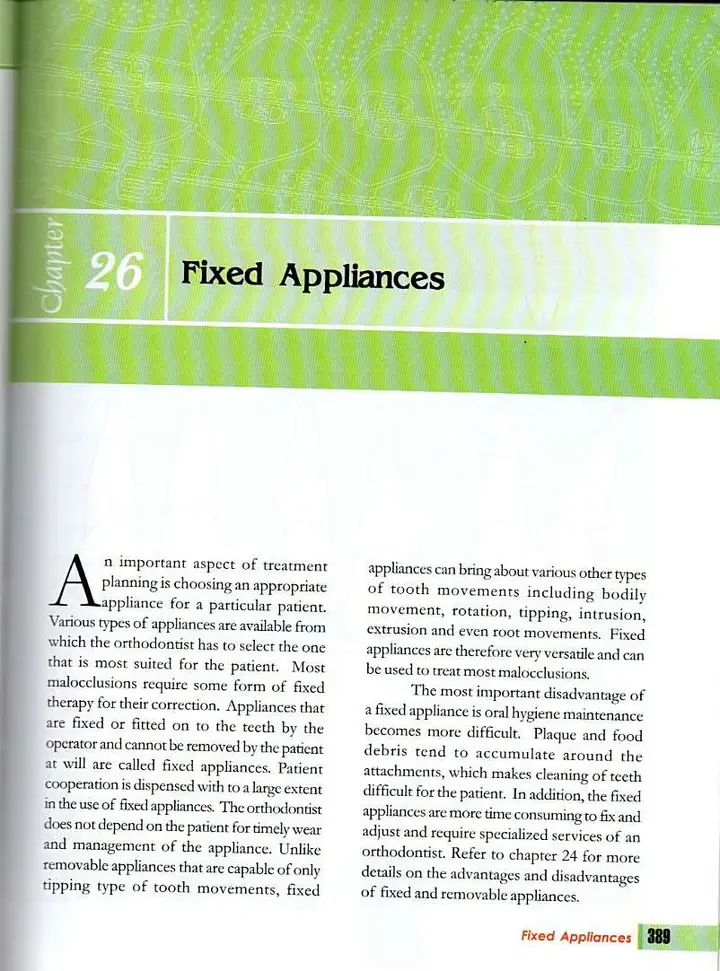 Chapter
26
Fixed Appliances
An important aspect of treatment
planning is choosing an appropriate
appliance for a particular patient.
Various types of appliances are available from
which the orthodontist has to select the one
that is most suited for the patient. Most
malocclusions require some form of fixed
therapy for their correction. Appliances that
are fixed or fitted on to the teeth by the
operator and cannot be removed by the patient
at will are called fixed appliances. Patient
cooperation is dispensed with to a large extent
in the use of fixed appliances. The orthodontist
does not depend on the patient for timely wear
and management of the appliance. Unlike
removable appliances that are capable of only
tipping type of tooth movements, fixed
appliances can bring about various other types
of tooth movements including bodily
movement, rotation, tipping, intrusion,
extrusion and even root movements. Fixed
appliances are therefore very versatile and can
be used to treat most malocclusions.
The most important disadvantage of
a fixed appliance is oral hygiene maintenance
becomes more difficult. Plaque and food
debris tend to accumulate around the
attachments, which makes cleaning of teeth
difficult for the patient. In addition, the fixed
appliances are more time consuming to fix and
adjust and require specialized services of an
orthodontist. Refer to chapter 24 for more
details on the advantages and disadvantages
of fixed and removable appliances.
Fixed Appliances 389